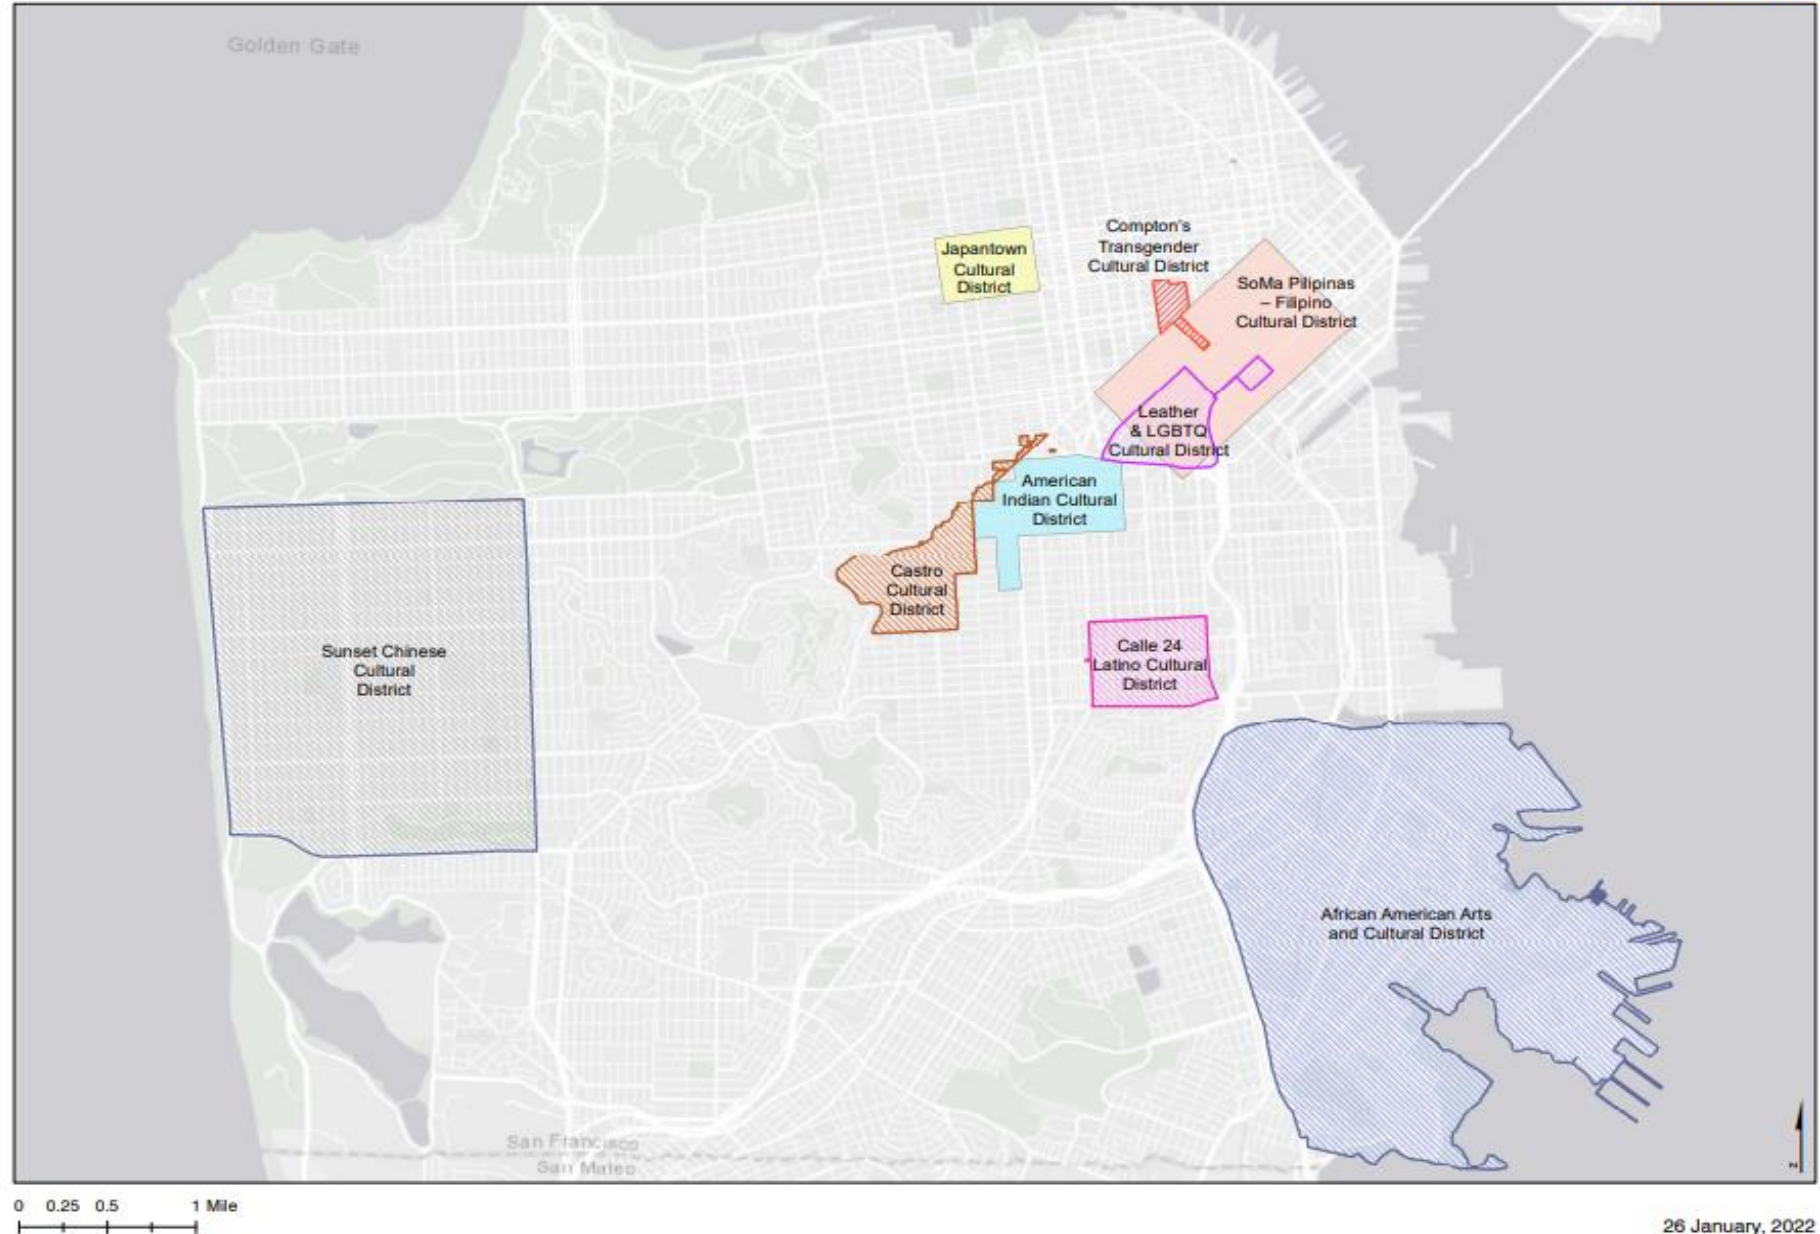 Golden Gate
Compton's
Transgender
Cultural District
Japantown
Cultural
District
SoMa Pilipinas
– Filipino
Cultural District
Leather
& LGBTQ
Cultural District
American
Indian Cultural
District
Castro
Cultural
District
Sunset Chinese
Cultural
District
Calle 24
Latino Cultural
District
African American Arts
and Cultural District
San Francisco
San Mateo
N
0 0.25 0.5 1 Mile
26 January, 2022